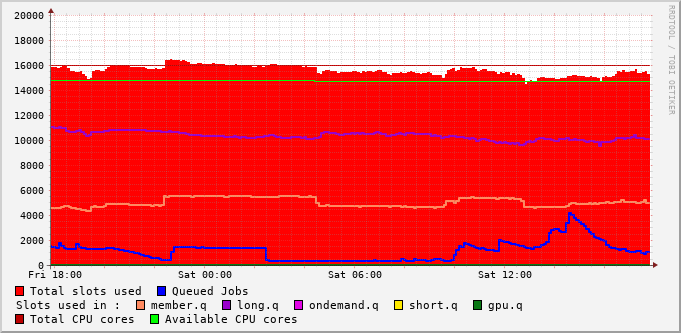 20000
18000
16000
14000
12000
10000
8000
6000
4000
2000
0
Fri 18:00 Sat 00:00 Sat 06:00 Sat 12:00
RRDTOOL / TOBI OETIKER
Total slots used Queued Jobs
Slots used in : member.q long.q ondemand.q short.q gpu.q
Total CPU cores Available CPU cores